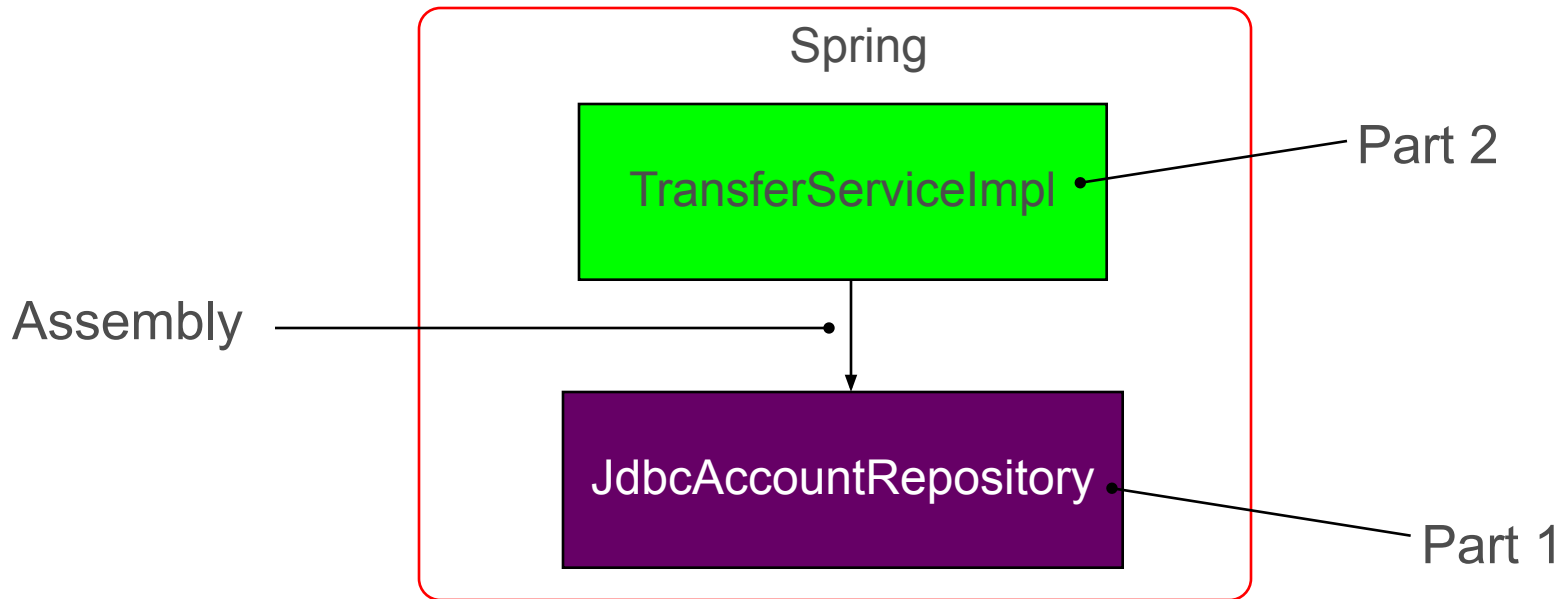 Spring
Part 2
TransferServiceImpl
Assembly
JdbcAccountRepository
Part 1